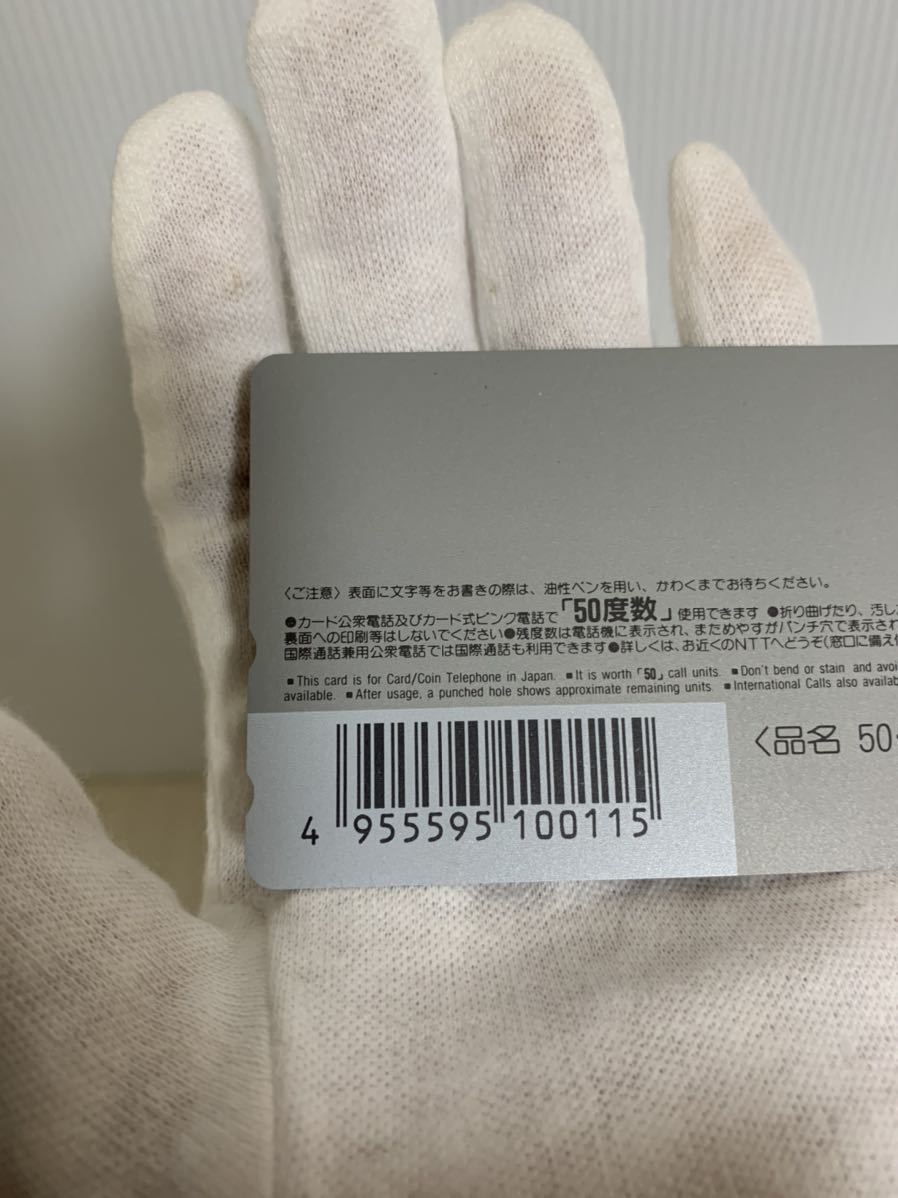 〈ご注意〉表面に文字等をお書きの際は、油性ペンを用い、かわくまでお待ちください。
●カード公衆電話及びカード式ピンク電話で「50度数」使用できます ●折り曲げたり、汚した
裏面への印刷等はしないでください●残度数は電話機に表示され、まためやすがパンチ穴で表示され
国際通話兼用公衆電話では国際通話も利用できます●詳しくは、お近くのNTTへどうぞ(窓口に備え付
■This card is for Card/Coin Telephone in Japan. ■It is worth「50」call units. ■Don't bend or stain and avoi
available. ■After usage, a punched hole shows approximate remaining units. ■International Calls also availab
〈品名 50
4 955595 100115